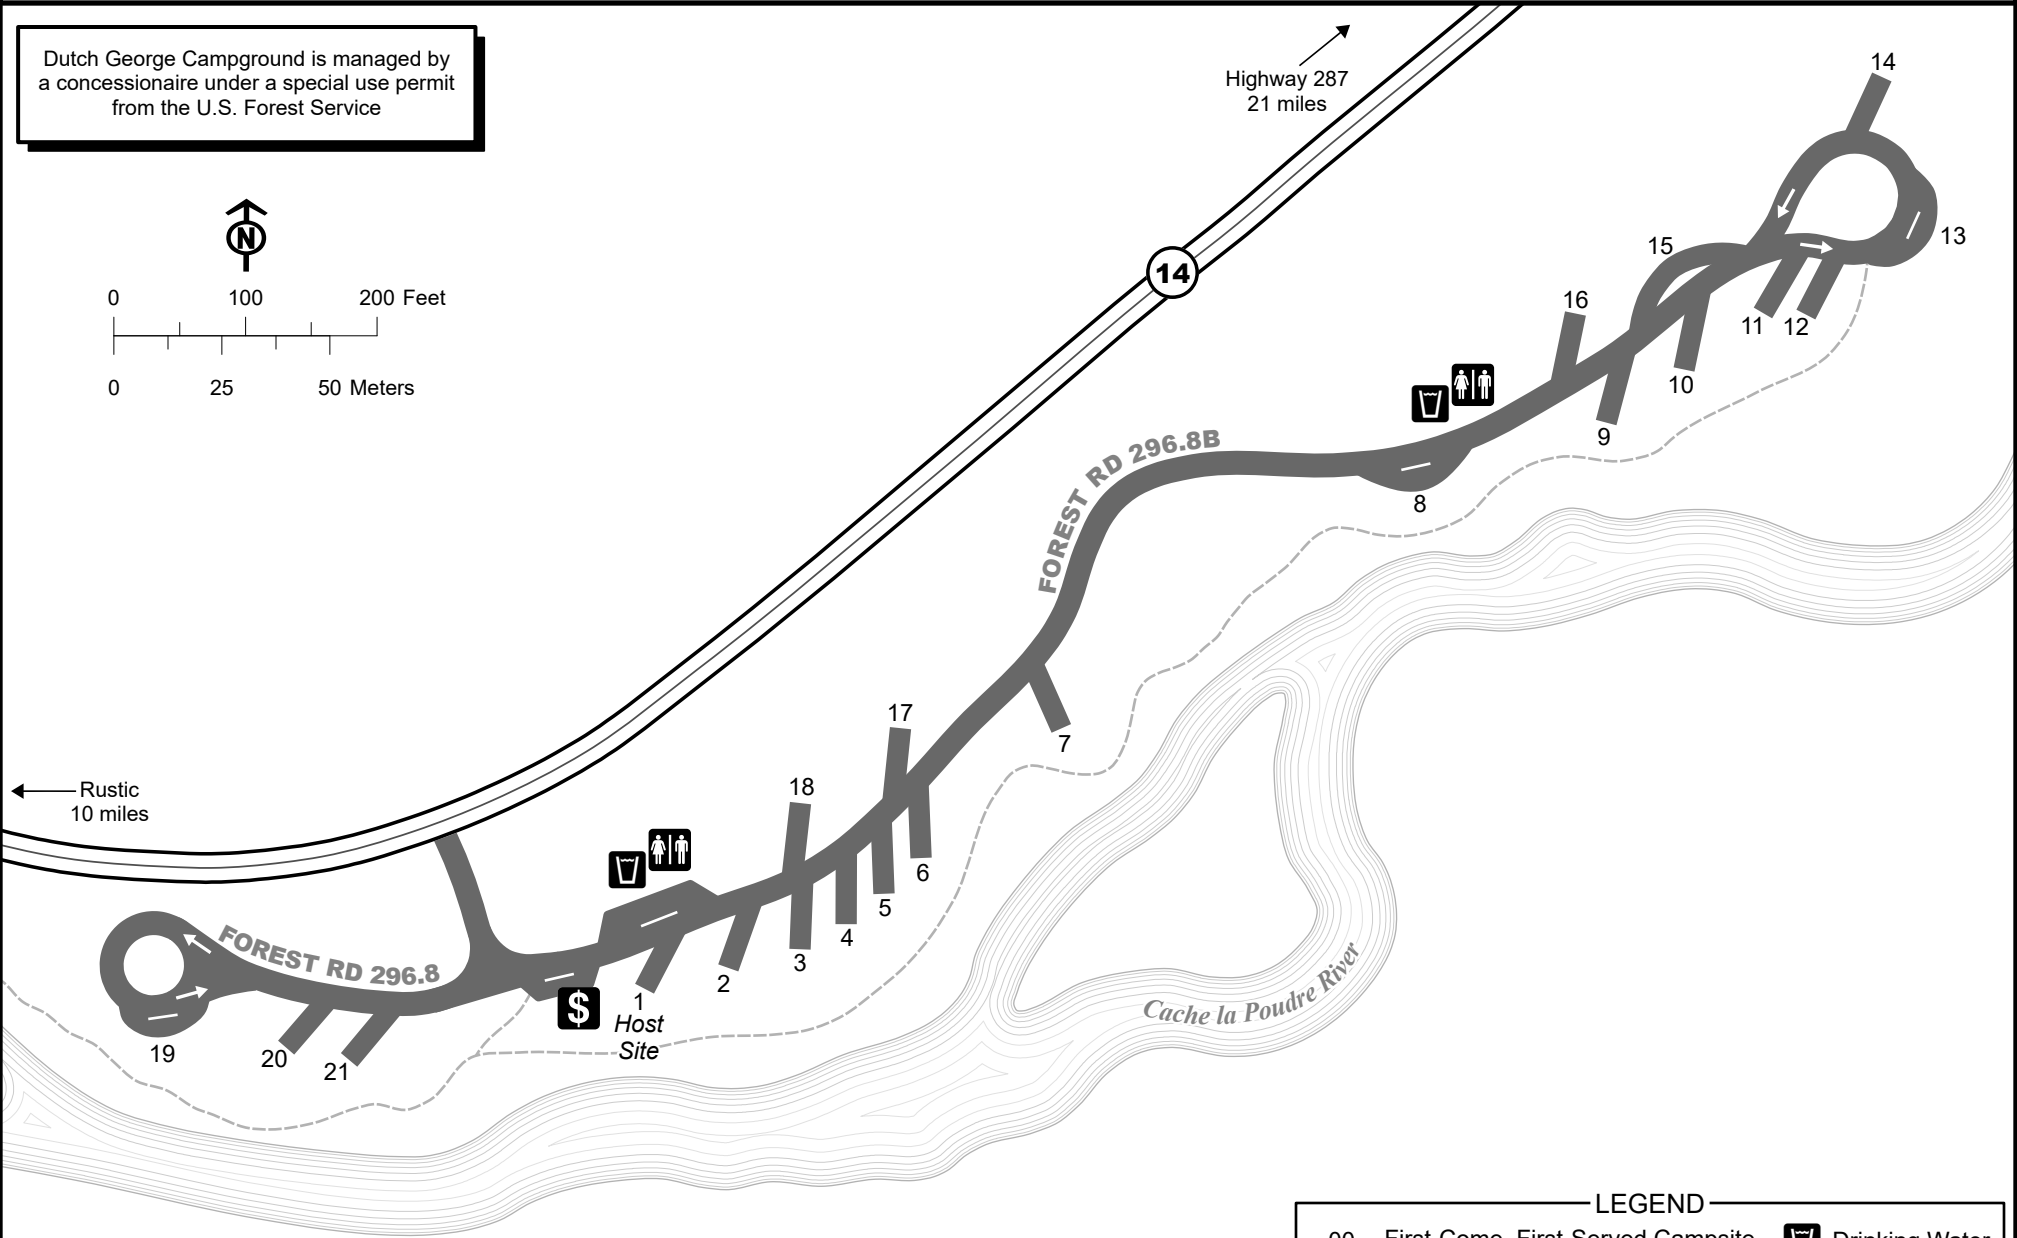 Dutch George Campground is managed by
a concessionaire under a special use permit
from the U.S. Forest Service
Highway 287
21 miles
14
N
0 100 200 Feet
0 25 50 Meters
14
13
15
16
11 12
10
9
8
FOREST RD 296.8B
7
17
18
6
5
4
3
2
1
Host
Site
$
Rustic
10 miles
FOREST RD 296.8
19
20
21
Cache la Poudre River
LEGEND
00 First Come, First Served Campsite Drinking Water